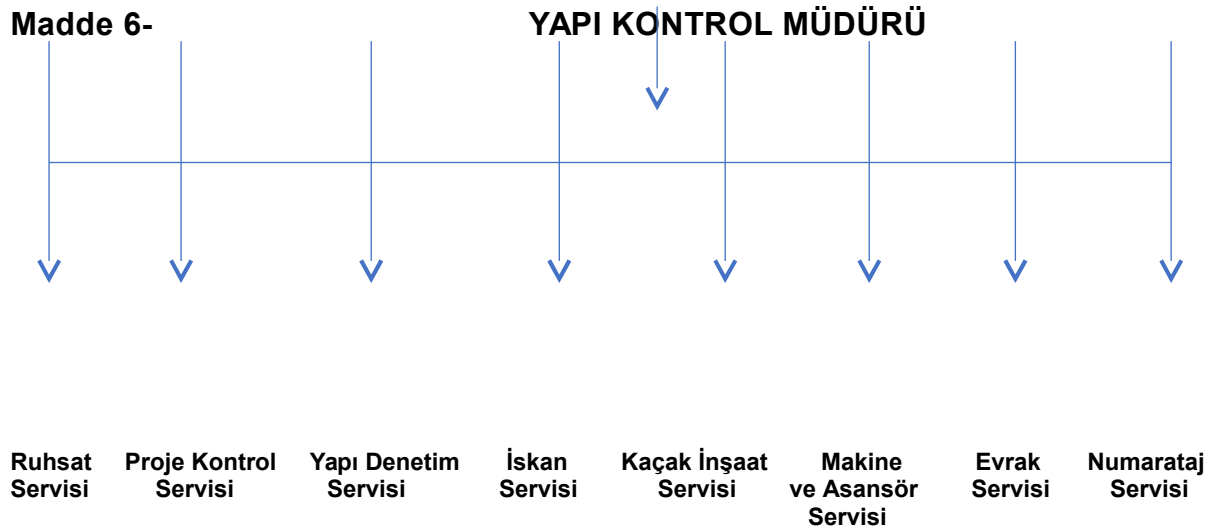 Madde 6- YAPI KONTROL MÜDÜRÜ
Ruhsat Proje Kontrol Yapı Denetim İskan Kaçak İnşaat Makine Evrak Numarataj
Servisi Servisi Servisi Servisi Servisi ve Asansör Servisi Servisi
Servisi